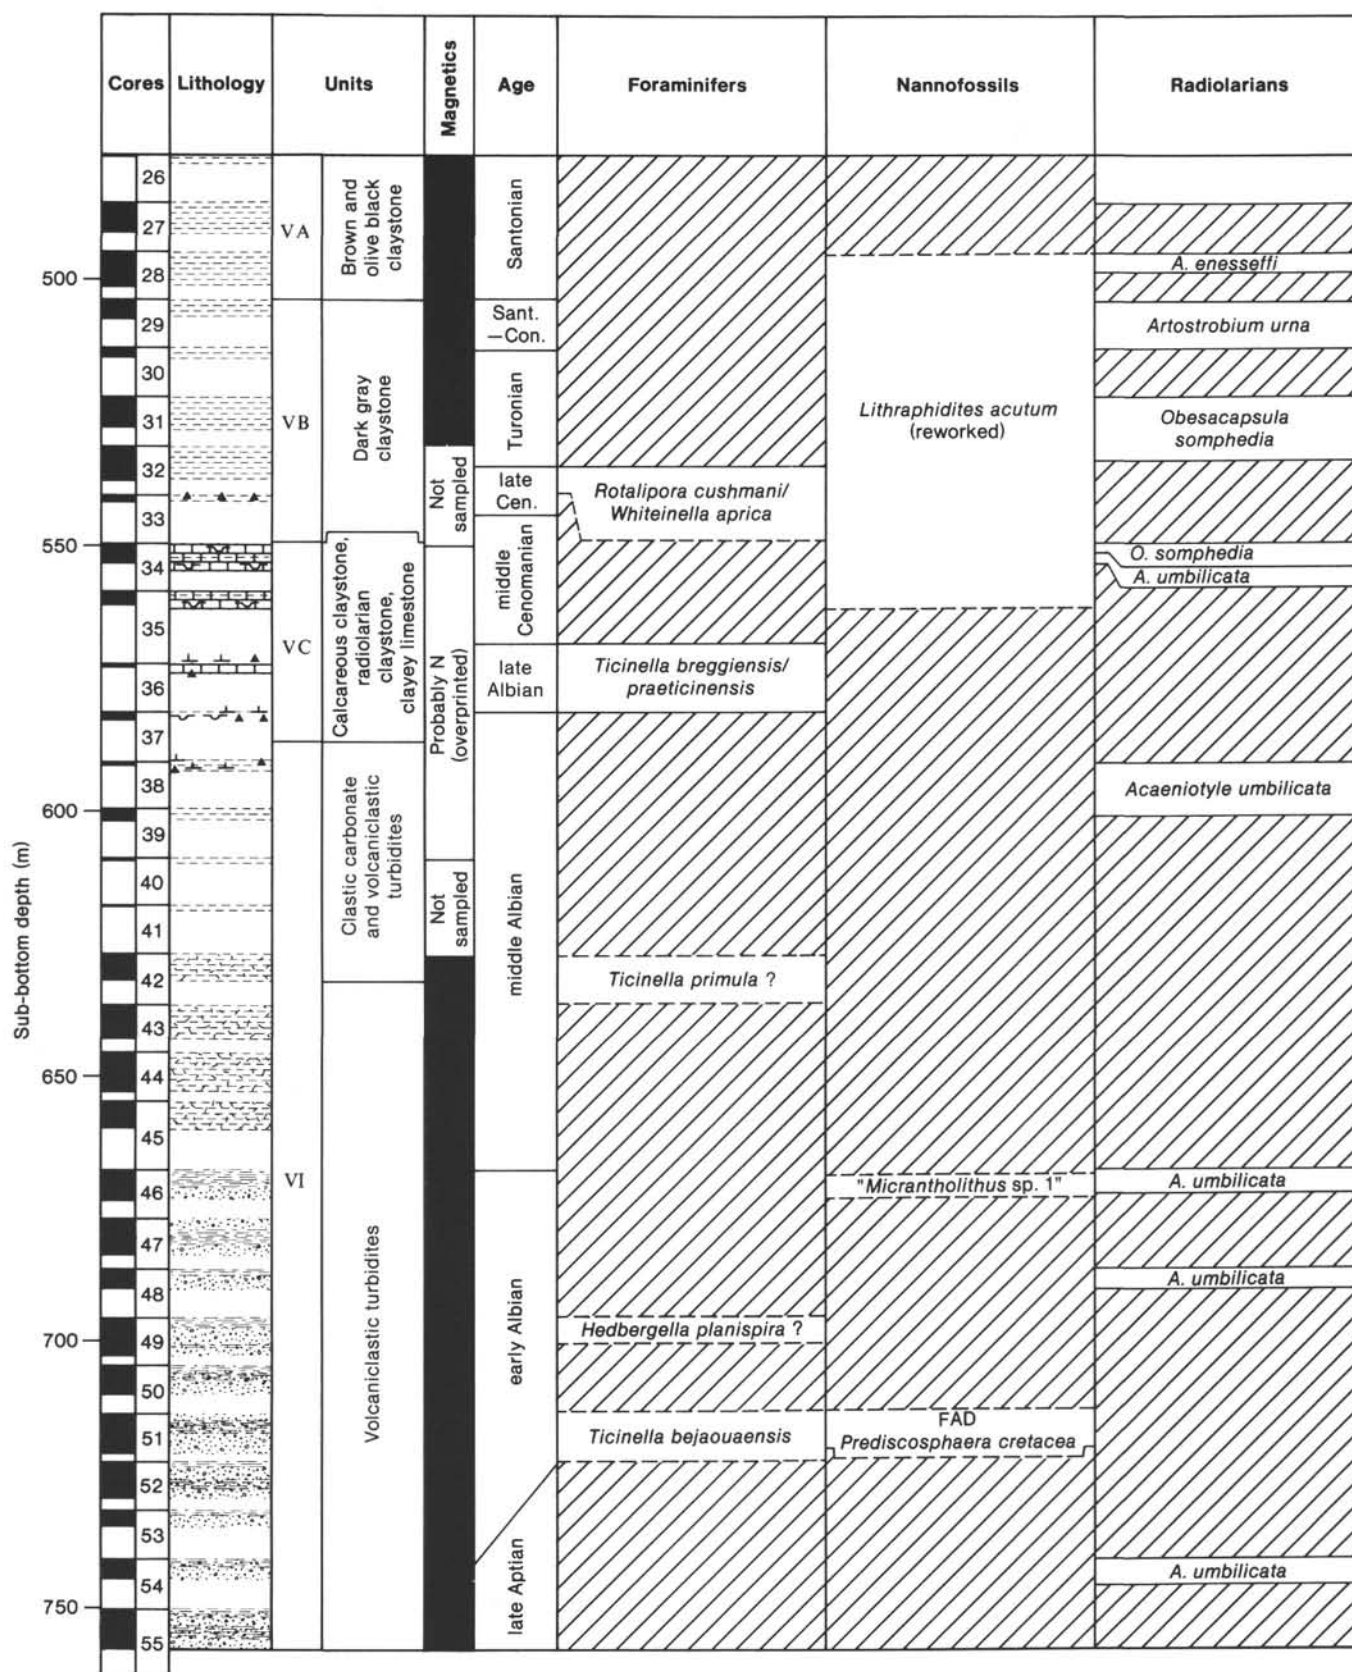 Cores
Lithology
Units
Magnetics
Age
Foraminifers
Nannofossils
Radiolarians
Sub-bottom depth (m)
500
550
600
650
700
750
26
27
28
29
30
31
32
33
34
35
36
37
38
39
40
41
42
43
44
45
46
47
48
49
50
51
52
53
54
55
VA
VB
VC
VI
Brown and
olive black
claystone
Dark gray
claystone
Calcareous claystone,
radiolarian
claystone,
clayey limestone
Clastic carbonate
and volcaniclastic
turbidites
Volcaniclastic turbidites
Not
sampled
Probably N
(overprinted)
Not
sampled
Santonian
Sant.
—Con.
Turonian
late
Cen.
middle
Cenomanian
late
Albian
middle Albian
early Albian
late Aptian
Rotalipora cushmani/
Whiteinella aprica
Ticinella breggiensis/
praeticinensis
Ticinella primula ?
Hedbergella planispira ?
Ticinella bejaouaensis
Lithraphidites acutum
(reworked)
"Micrantholithus sp. 1"
FAD
Prediscosphaera cretacea
A. enesseffi
Artostrobium urna
Obesacapsula
somphedia
O. somphedia
A. umbilicata
Acaeniotyle umbilicata
A. umbilicata
A. umbilicata
A. umbilicata